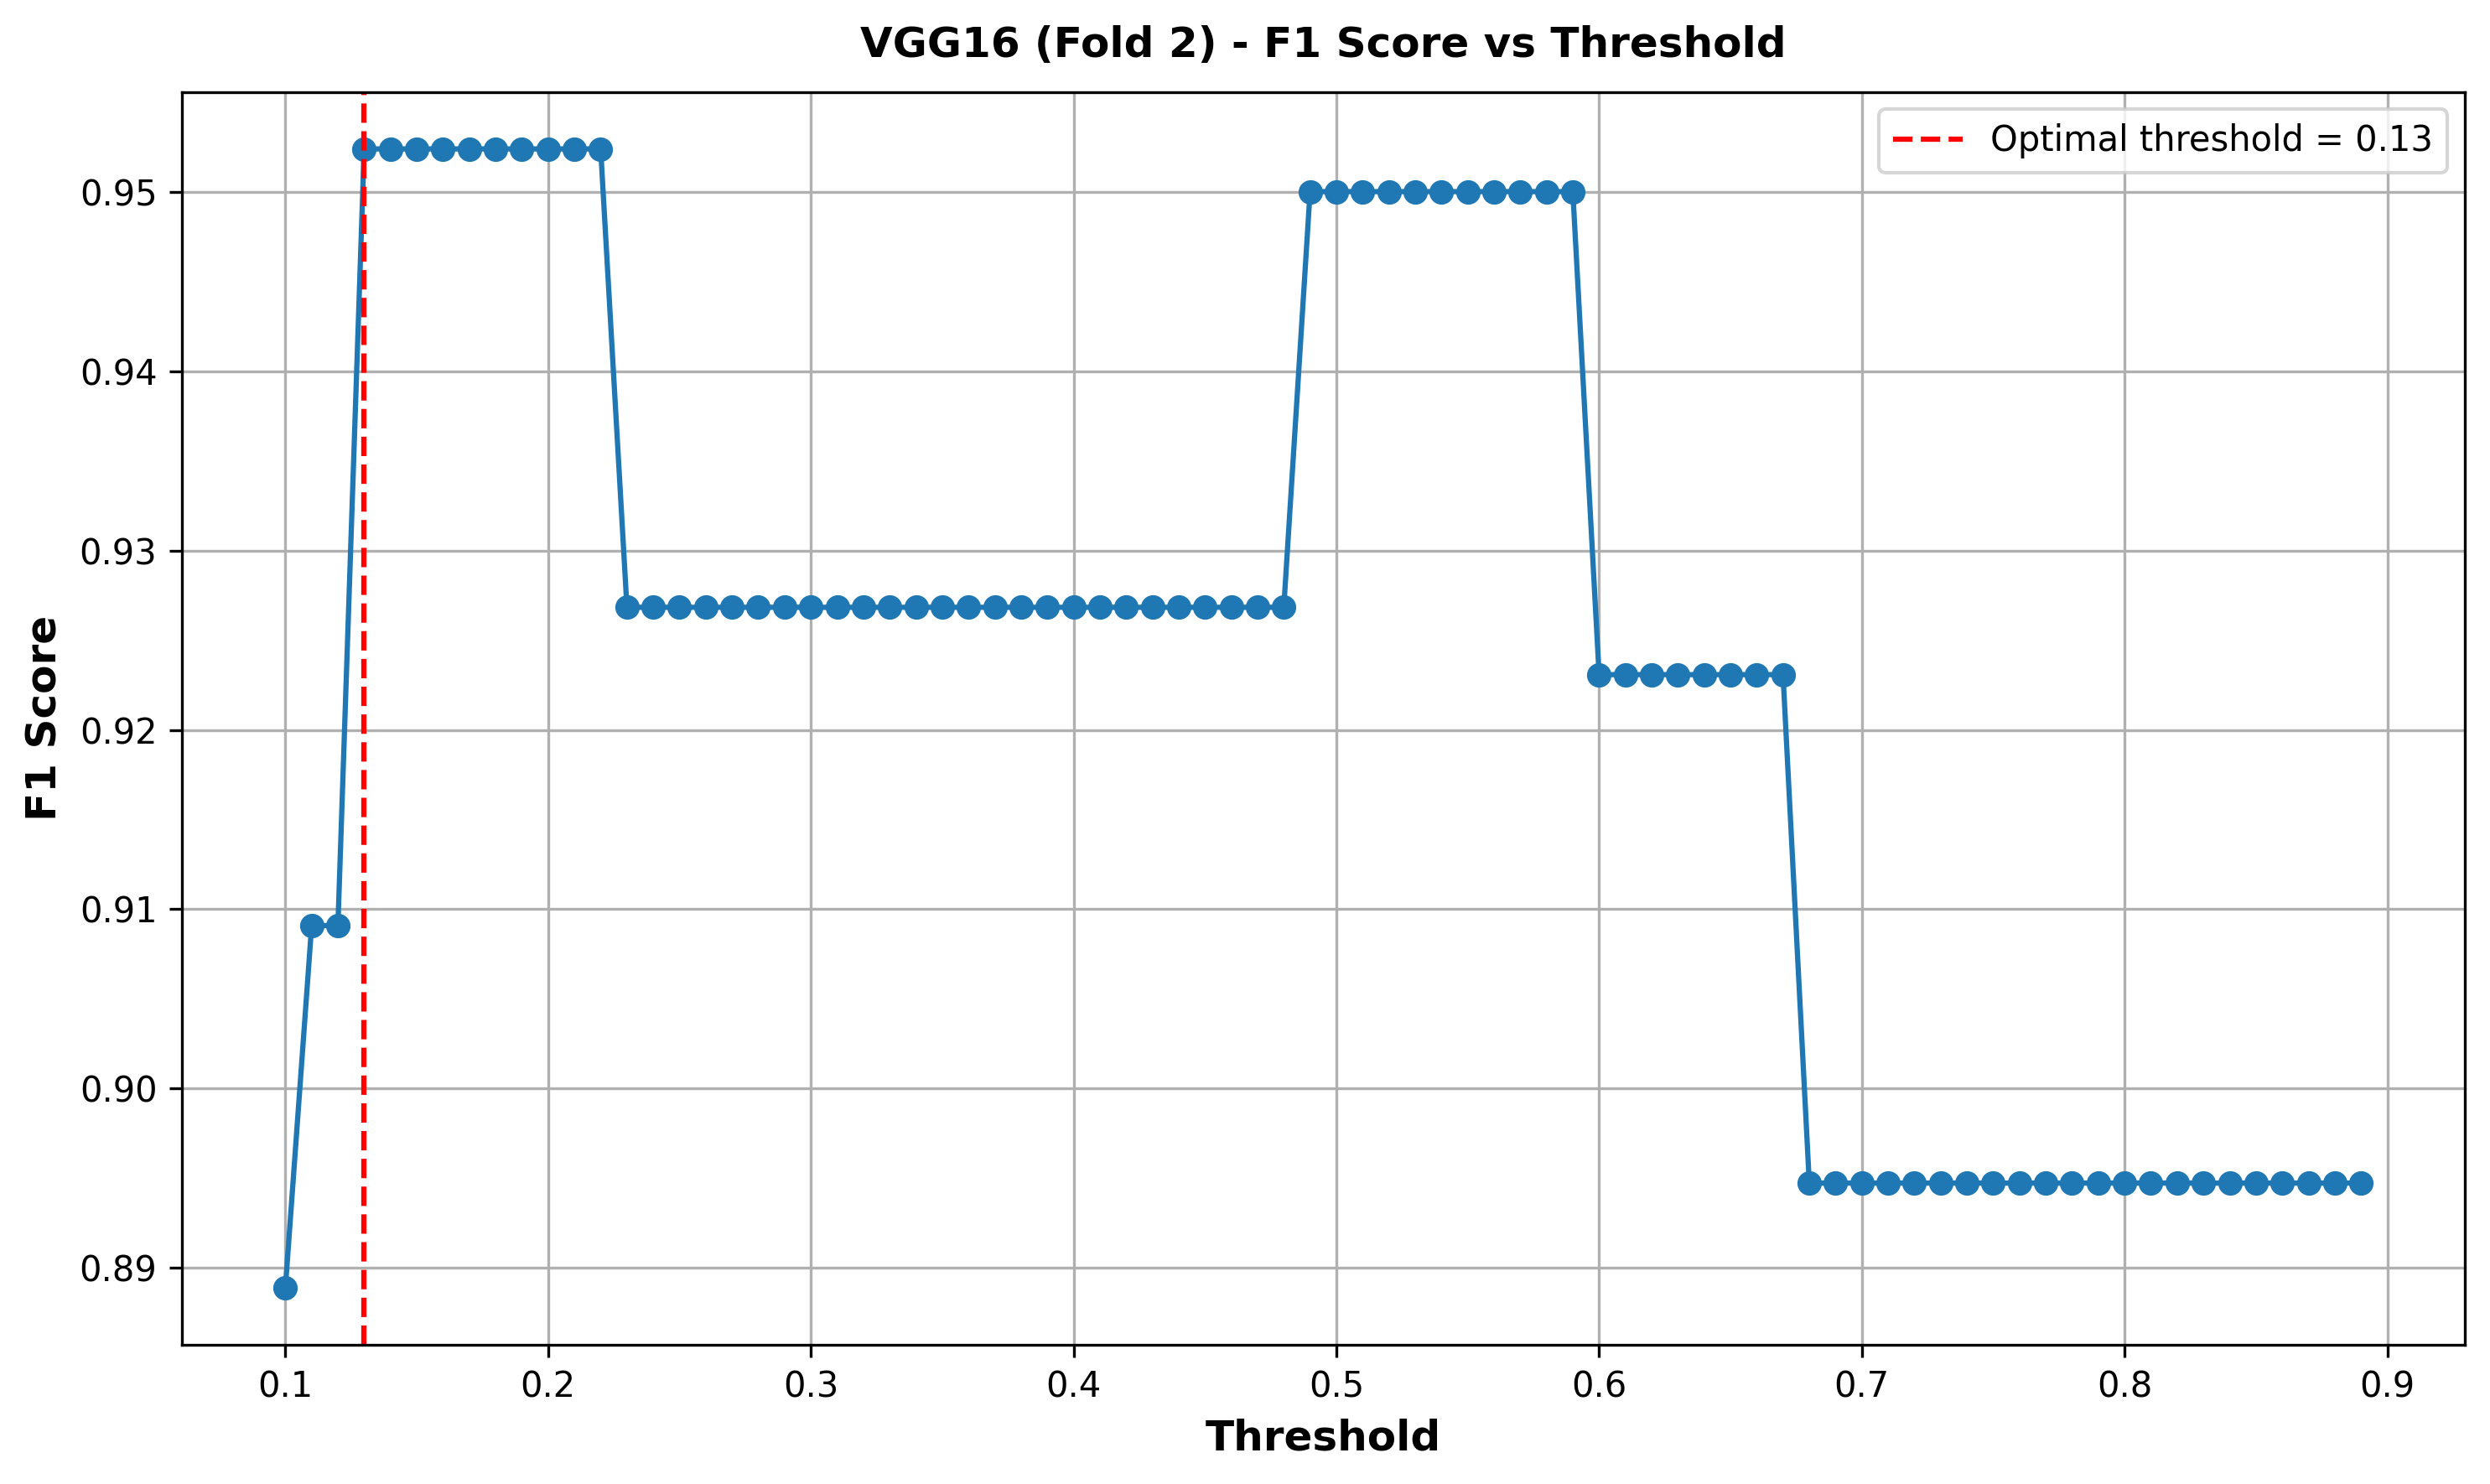 VGG16 (Fold 2) - F1 Score vs Threshold
Optimal threshold = 0.13
F1 Score
0.95
0.94
0.93
0.92
0.91
0.90
0.89
0.1 0.2 0.3 0.4 0.5 0.6 0.7 0.8 0.9
Threshold